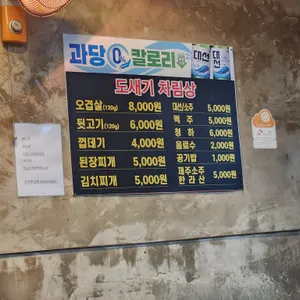 과당 0 칼로리
대선 대선
도새기 차림상
오겹살(120g) 8,000원
뒷고기(120g) 6,000원
껍데기 4,000원
된장찌개 5,000원
김치찌개 5,000원
대선/소주 5,000원
맥 주 5,000원
청 하 6,000원
음료수 2,000원
공기밥 1,000원
제주소주 한라산 5,000원